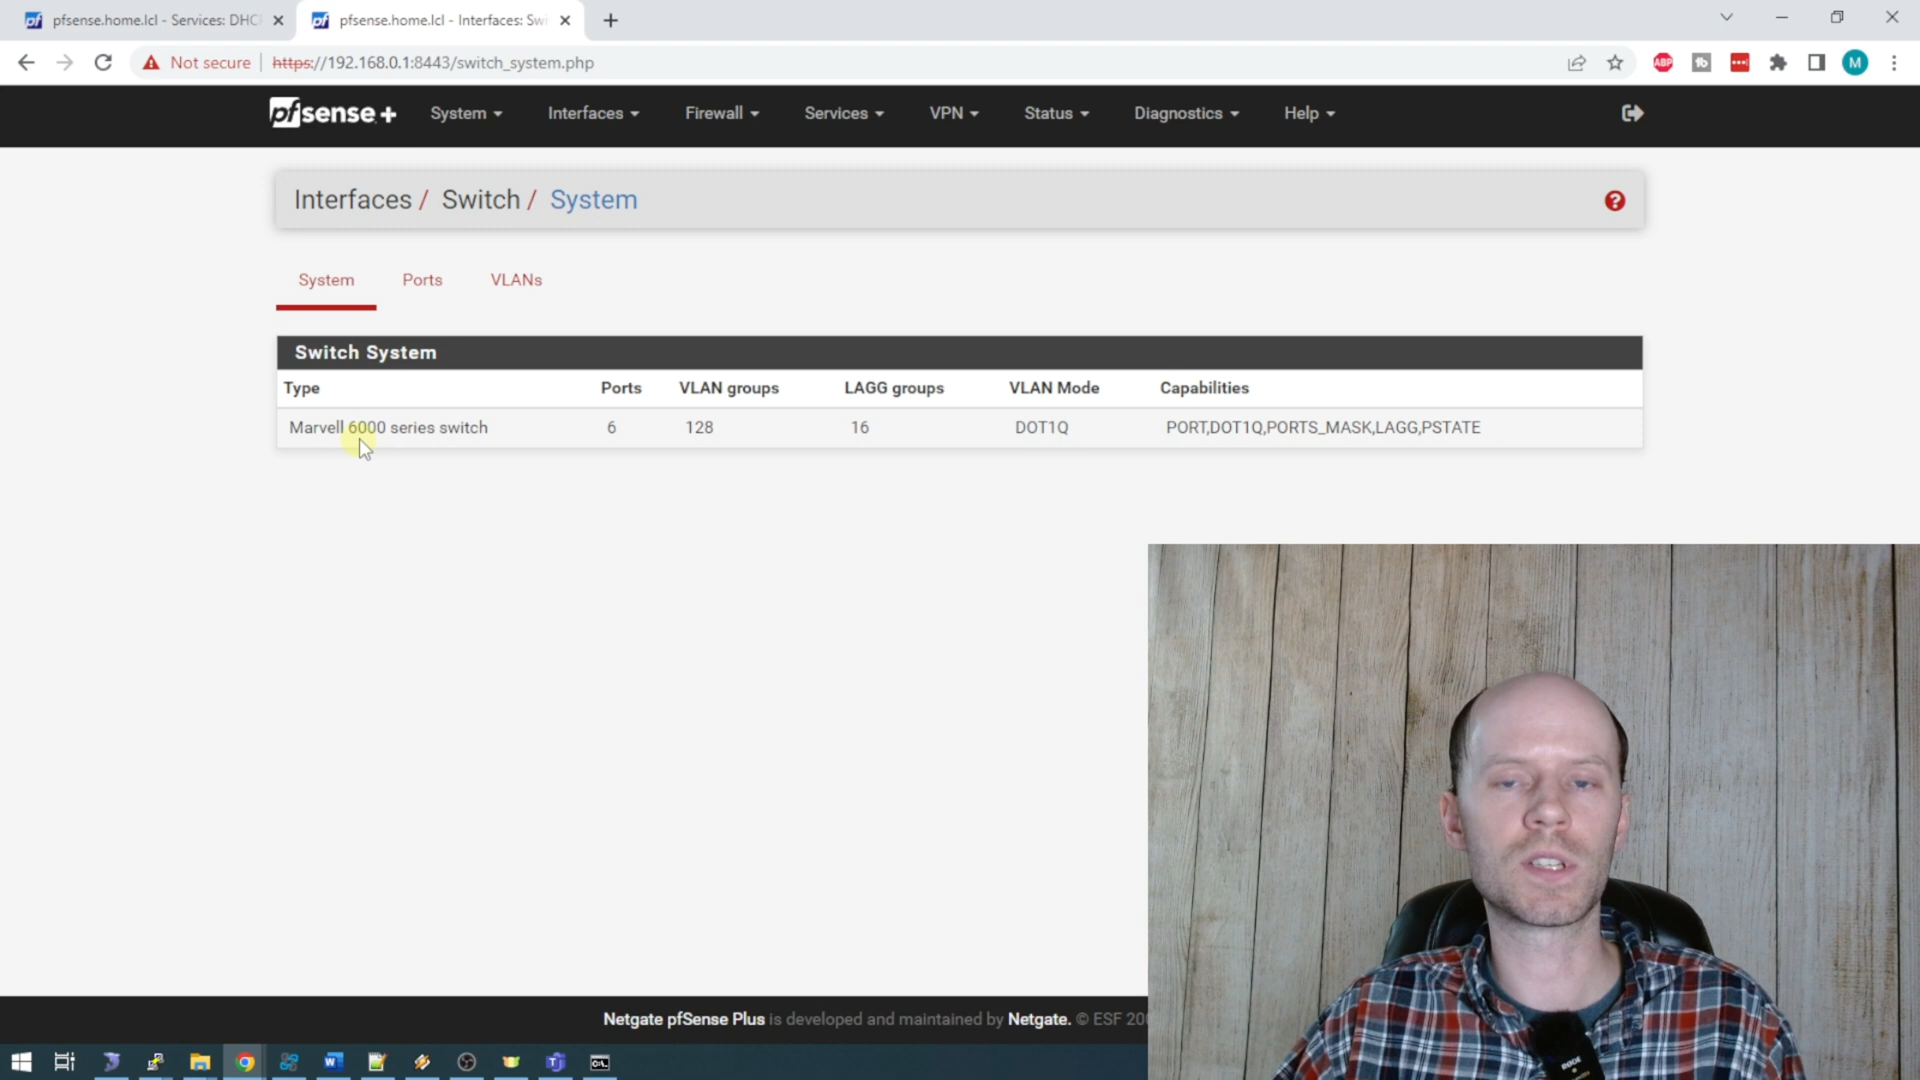 pfsense.home.lcl - Services: DHC
pfsense.home.lcl - Interfaces: Swi
Not secure
https://192.168.0.1:8443/switch_system.php
ABP
M
pfsense+
System
Interfaces
Firewall
Services
VPN
Status
Diagnostics
Help
Interfaces / Switch / System
System
Ports
VLANs
Switch System
Type Ports VLAN groups LAGG groups VLAN Mode Capabilities
Marvell 6000 series switch 6 128 16 DOT1Q PORT,DOT1Q,PORTS_MASK,LAGG,PSTATE
Netgate pfSense Plus is developed and maintained by Netgate. © ESF 20
RODE